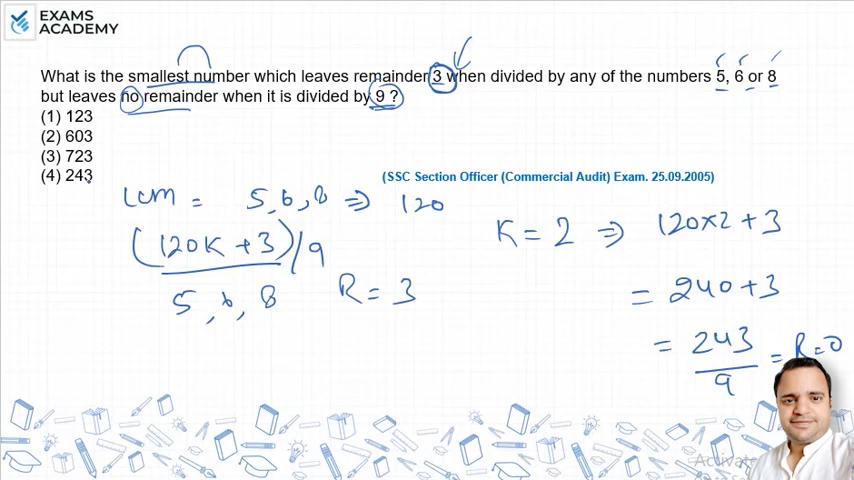 EXAMS
ACADEMY
What is the smallest number which leaves remainder 3 when divided by any of the numbers 5, 6 or 8
but leaves no remainder when it is divided by 9 ?
(1) 123
(2) 603
(3) 723
(4) 243
(SSC Section Officer (Commercial Audit) Exam. 25.09.2005)
LCM = 5, 6, 8 ⇒ 120
(120K + 3)/9
5, 6, 8 R = 3
K = 2 ⇒ 120×2 + 3
= 240 + 3
= 243/9 = R=0
Activate